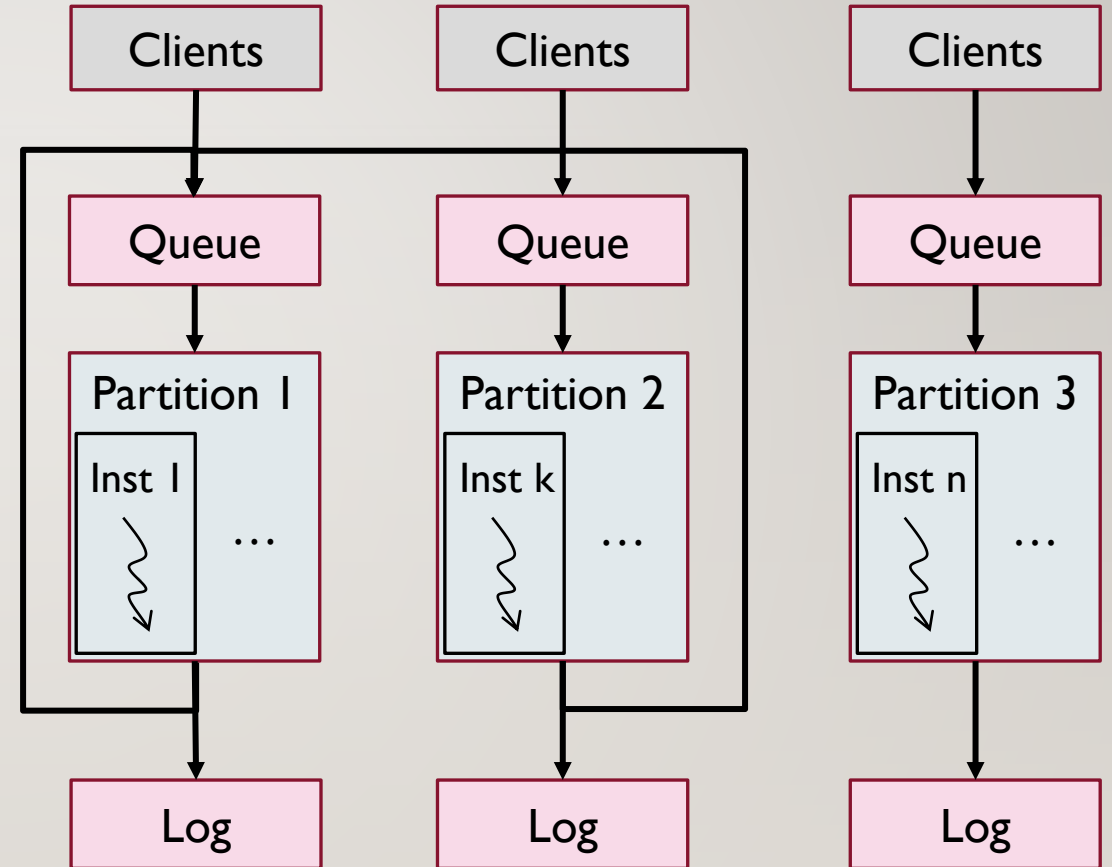 Clients
Clients
Clients
Queue
Queue
Queue
Partition 1
Partition 2
Partition 3
Inst 1
...
Inst k
...
Inst n
...
Log
Log
Log